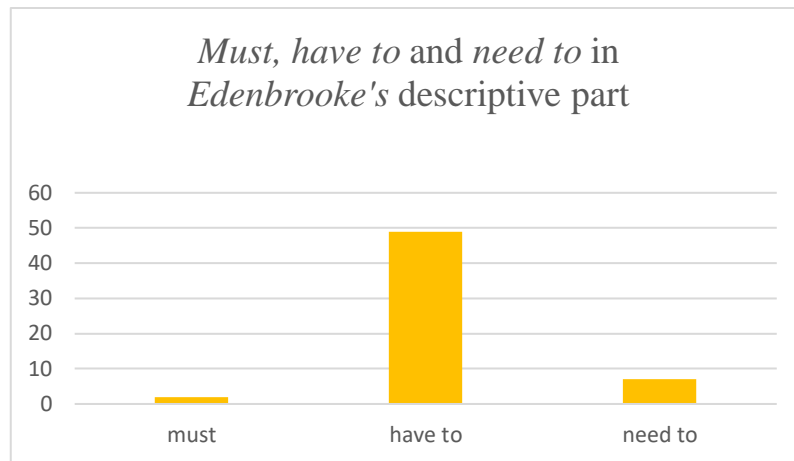 Must, have to and need to in
Edenbrooke's descriptive part
60
50
40
30
20
10
0
must have to need to